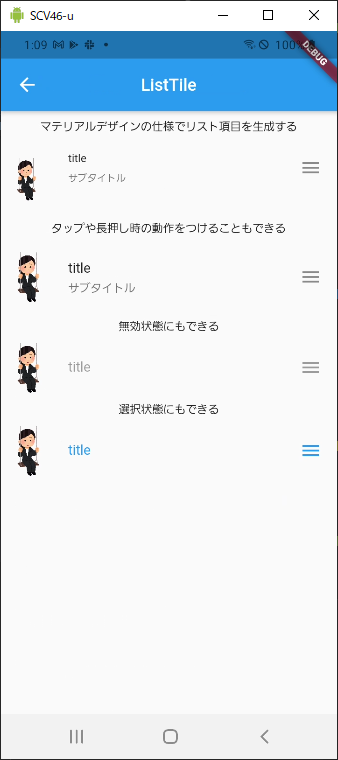 SCV46-u
1:09
100%
DEBUG
ListTile
マテリアルデザインの仕様でリスト項目を生成する
title
サブタイトル
タップや長押し時の動作をつけることもできる
title
サブタイトル
無効状態にもできる
title
選択状態にもできる
title